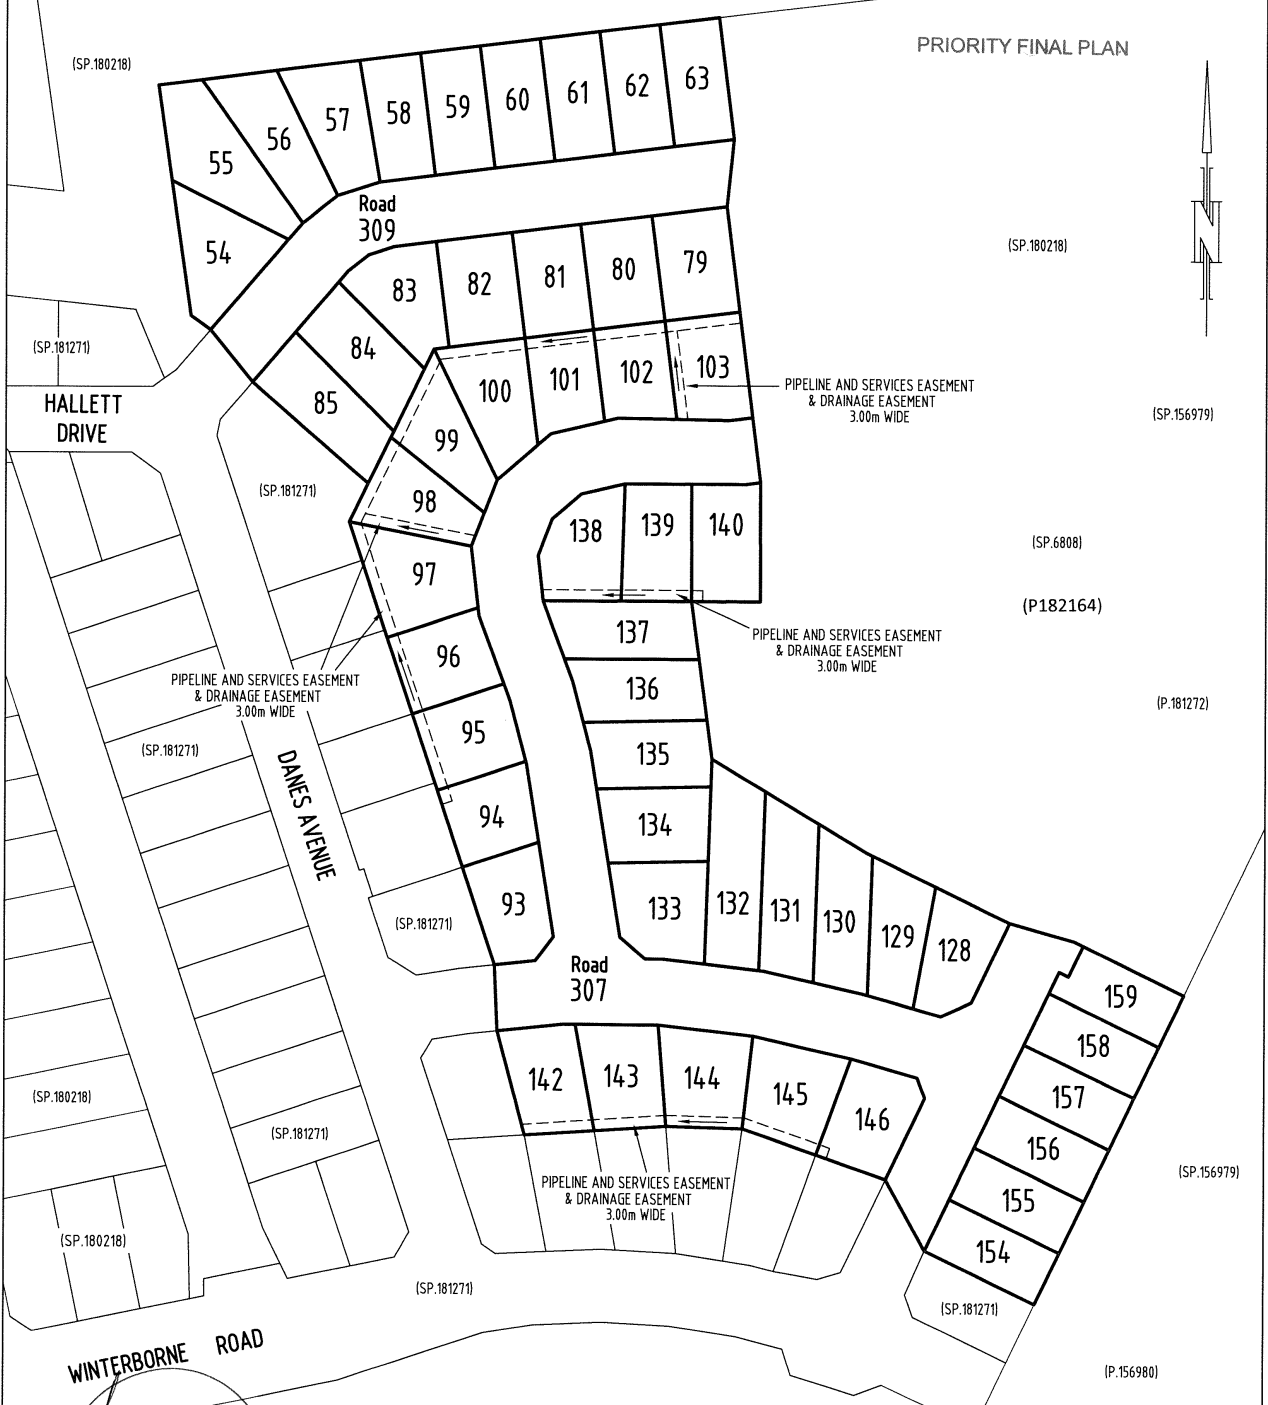 PRIORITY FINAL PLAN
(SP.180218)
63
62
61
60
59
58
57
56
55
54
Road
309
N
(SP.180218)
83
82
81
80
79
84
85
(SP.181271)
HALLETT
DRIVE
100
101
102
103
PIPELINE AND SERVICES EASEMENT
& DRAINAGE EASEMENT
3.00m WIDE
(SP.156979)
99
98
(SP.181271)
138
139
140
(SP.6808)
97
(P182164)
137
PIPELINE AND SERVICES EASEMENT
& DRAINAGE EASEMENT
3.00m WIDE
96
136
PIPELINE AND SERVICES EASEMENT
& DRAINAGE EASEMENT
3.00m WIDE
(P.181272)
95
135
(SP.181271)
DANES AVENUE
94
134
93
133
132
131
130
129
128
(SP.181271)
Road
307
159
158
157
156
155
154
142
143
144
145
146
(SP.180218)
(SP.181271)
PIPELINE AND SERVICES EASEMENT
& DRAINAGE EASEMENT
3.00m WIDE
(SP.156979)
(SP.180218)
(SP.181271)
(SP.181271)
WINTERBORNE ROAD
(P.156980)